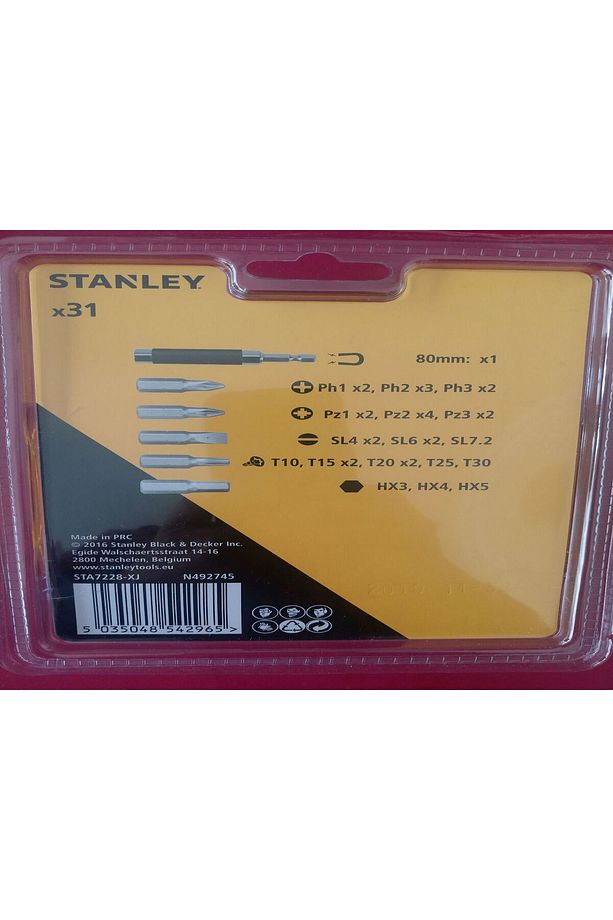 STANLEY
x31
80mm: x1
Ph1 x2, Ph2 x3, Ph3 x2
Pz1 x2, Pz2 x4, Pz3 x2
SL4 x2, SL6 x2, SL7.2
T10, T15 x2, T20 x2, T25, T30
HX3, HX4, HX5
Made in PRC
© 2016 Stanley Black & Decker Inc.
Egide Walschaertsstraat 14-16
2800 Mechelen, Belgium
www.stanleytools.eu
STA7228-XJ N492745
5 035048 542965 >